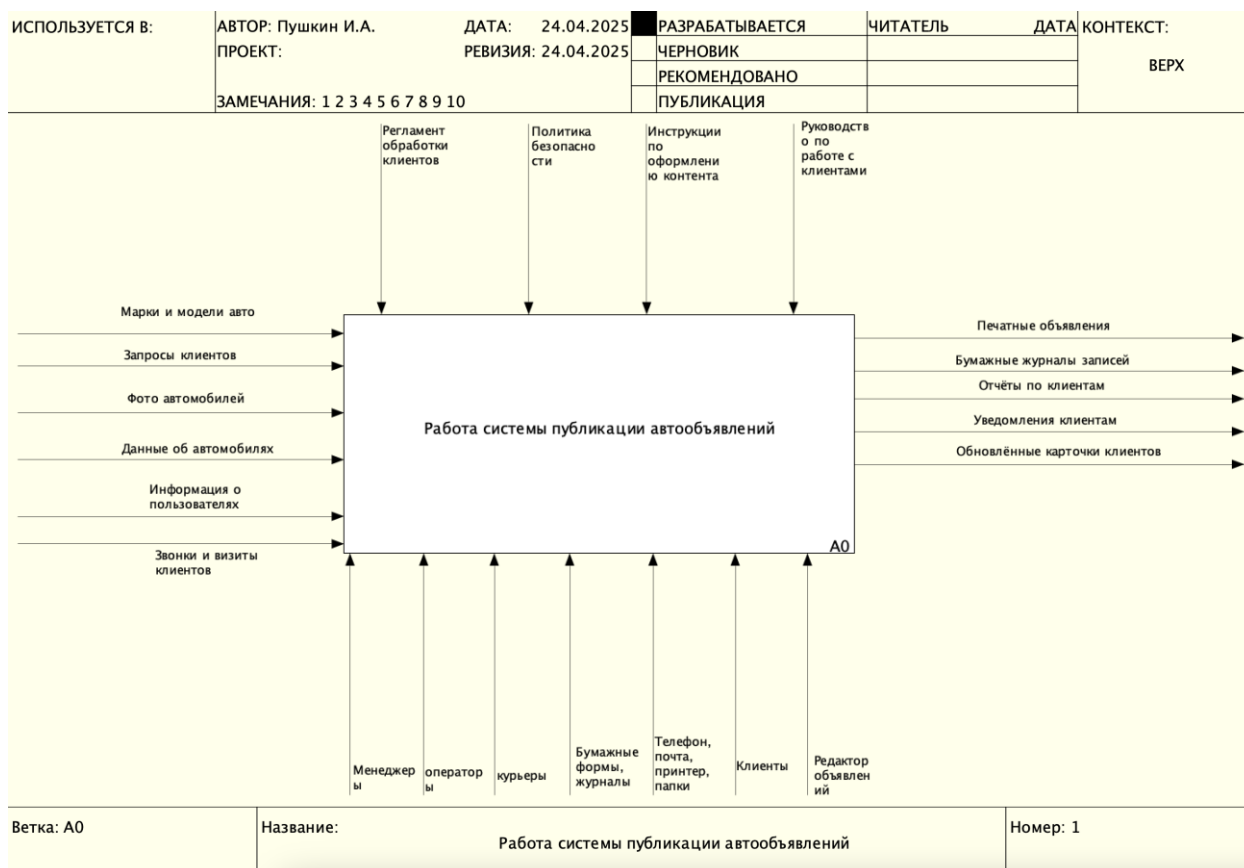 ИСПОЛЬЗУЕТСЯ В:
АВТОР: Пушкин И.А.
ДАТА: 24.04.2025
ПРОЕКТ:
РЕВИЗИЯ: 24.04.2025
ЗАМЕЧАНИЯ: 1 2 3 4 5 6 7 8 9 10
РАЗРАБАТЫВАЕТСЯ
ЧЕРНОВИК
РЕКОМЕНДОВАНО
ПУБЛИКАЦИЯ
ЧИТАТЕЛЬ
ДАТА
КОНТЕКСТ:
ВЕРХ
Регламент
обработки
клиентов
Политика
безопасно
сти
Инструкции
по
оформлени
ю контента
Руководств
о по
работе с
клиентами
Марки и модели авто
Запросы клиентов
Фото автомобилей
Данные об автомобилях
Информация о
пользователях
Звонки и визиты
клиентов
Работа системы публикации автообъявлений
A0
Печатные объявления
Бумажные журналы записей
Отчёты по клиентам
Уведомления клиентам
Обновлённые карточки клиентов
Менеджер
ы
оператор
ы
курьеры
Бумажные
формы,
журналы
Телефон,
почта,
принтер,
папки
Клиенты
Редактор
объявлен
ий
Ветка: A0
Название:
Работа системы публикации автообъявлений
Номер: 1